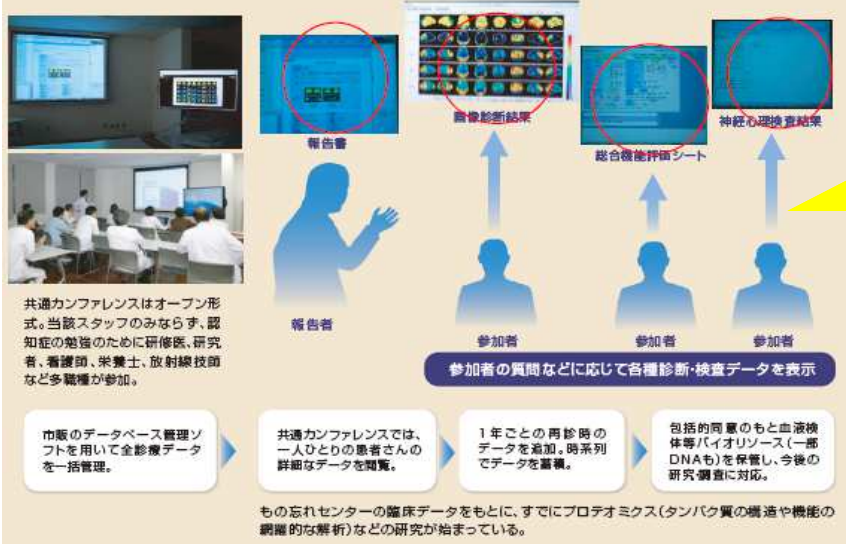 報告書
画像診断結果
総合機能評価シート
神経心理検査結果
報告者
参加者
参加者
参加者
参加者の質問などに応じて各種診断・検査データを表示
共通カンファレンスはオープン形
式。当該スタッフのみならず、認
知症の勉強のために研修医、研究
者、看護師、栄養士、放射線技師
など多職種が参加。
市販のデータベース管理ソ
フトを用いて全診療データ
を一括管理。
共通カンファレンスでは、
一人ひとりの患者さんの
詳細なデータを閲覧。
1年ごとの再診時の
データを追加。時系列
でデータを蓄積。
包括的同意のもと血液検
体等バイオリソース(一部
DNAも)を保管し、今後の
研究・調査に対応。
もの忘れセンターの臨床データをもとに、すでにプロテオミクス(タンパク質の構造や機能の
網羅的な解析)などの研究が始まっている。